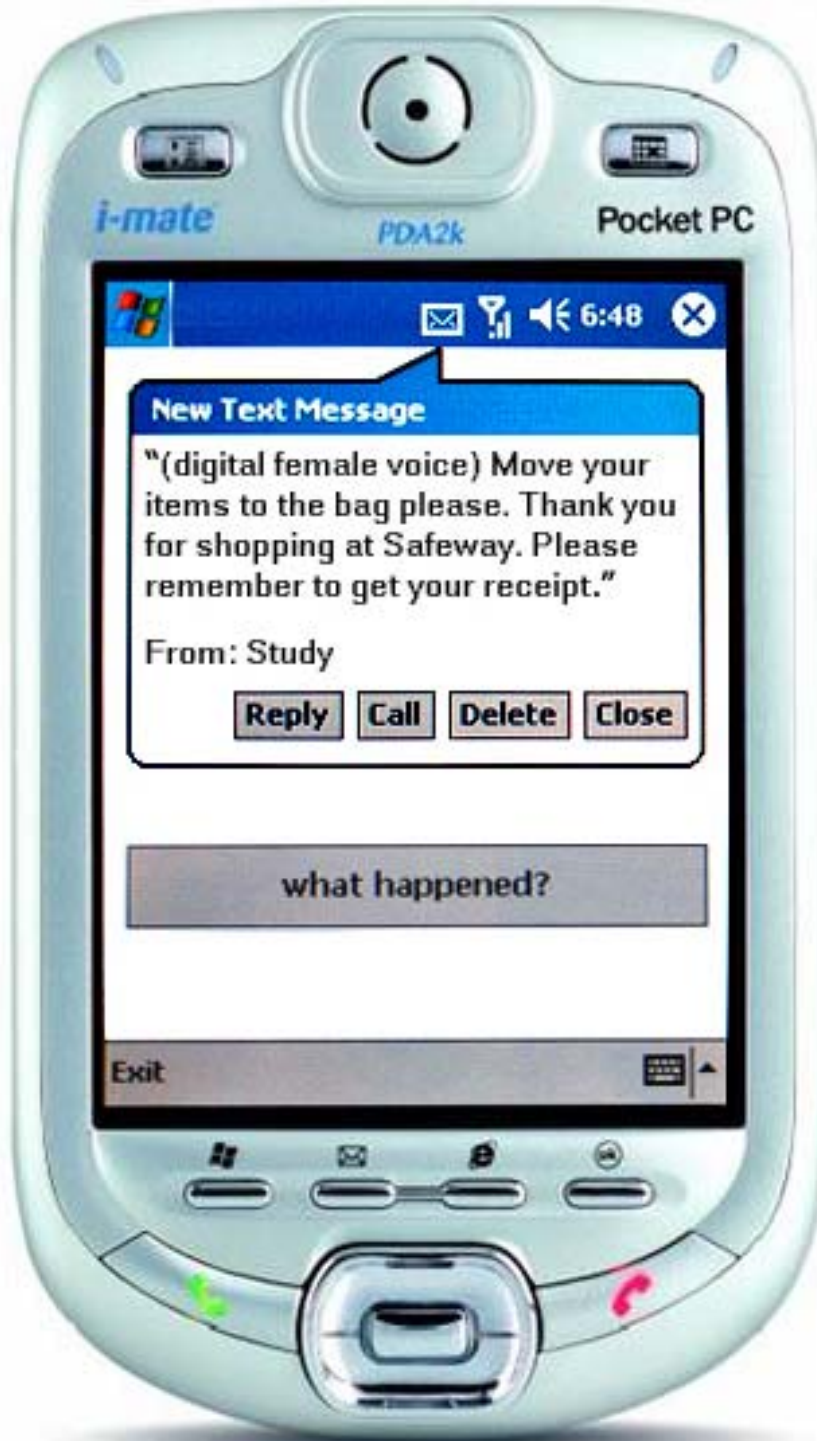 i-mate
PDA2k
Pocket PC
6:48
New Text Message
“(digital female voice) Move your
items to the bag please. Thank you
for shopping at Safeway. Please
remember to get your receipt.”
From: Study
Reply Call Delete Close
what happened?
Exit